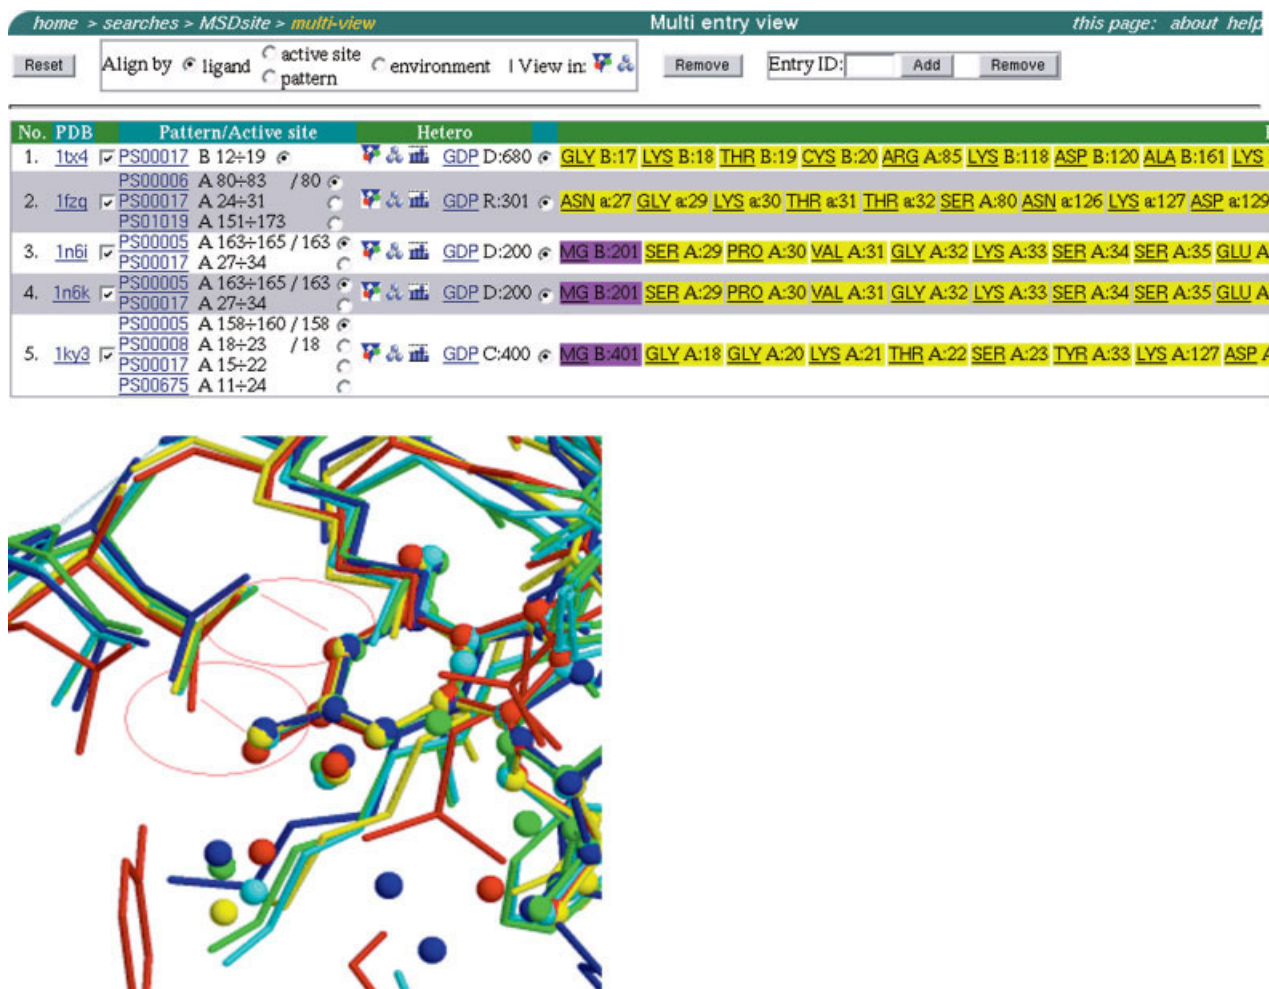 home > searches > MSDsite > multi-view Multi entry view this page: about help
Reset Align by ligand active site pattern environment | View in: Remove Entry ID: Add Remove
No. PDB Pattern/Active site Hetero
1. 1tx4 PS00017 B 12÷19 GDP D:680 GLY B:17 LYS B:18 THR B:19 CYS B:20 ARG A:85 LYS B:118 ASP B:120 ALA B:161 LYS
PS00006 A 80÷83 / 80
2. 1fzq PS00017 A 24÷31 GDP R:301 ASN a:27 GLY a:29 LYS a:30 THR a:31 THR a:32 SER A:80 ASN a:126 LYS a:127 ASP a:129
PS01019 A 151÷173
3. 1n6i PS00005 A 163÷165 / 163 GDP D:200 MG B:201 SER A:29 PRO A:30 VAL A:31 GLY A:32 LYS A:33 SER A:34 SER A:35 GLU A
PS00017 A 27÷34
4. 1n6k PS00005 A 163÷165 / 163 GDP D:200 MG B:201 SER A:29 PRO A:30 VAL A:31 GLY A:32 LYS A:33 SER A:34 SER A:35 GLU A
PS00017 A 27÷34
PS00005 A 158÷160 / 158
PS00008 A 18÷23 / 18
5. 1ky3 PS00017 A 15÷22 GDP C:400 MG B:401 GLY A:18 GLY A:20 LYS A:21 THR A:22 SER A:23 TYR A:33 LYS A:127 ASP A
PS00675 A 11÷24